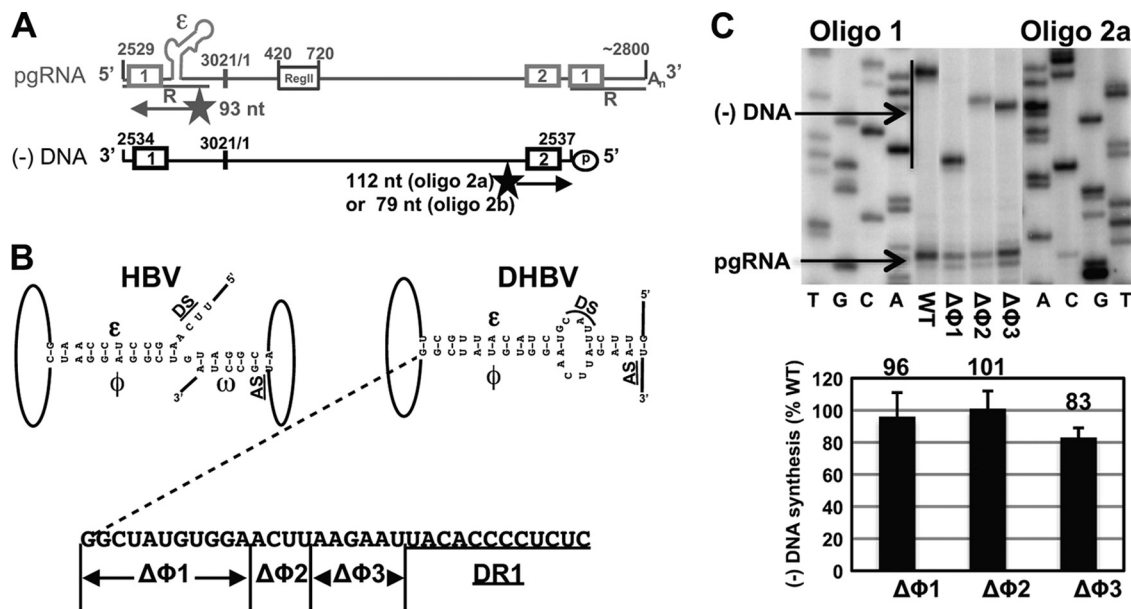 A
ε
2529
3021/1
420
720
~2800
pgRNA
5'
1
RegII
2
1
An
3'
R
93 nt
R
2534
3021/1
2537
(-) DNA
3'
1
2
p
5'
112 nt (oligo 2a)
or 79 nt (oligo 2b)
B
HBV
DHBV
ε
DS
5'
ϕ
3'
ω
AS
ε
DS
5'
ϕ
AS
3'
GGCUAUGUGGAACUUAAGAAUUACACCCCUCUC
ΔΦ1
ΔΦ2
ΔΦ3
DR1
C
Oligo 1
Oligo 2a
(-) DNA
pgRNA
T G C A WT ΔΦ1 ΔΦ2 ΔΦ3 A C G T
(-) DNA synthesis (% WT)
120
100
80
60
40
20
0
96
101
83
ΔΦ1 ΔΦ2 ΔΦ3